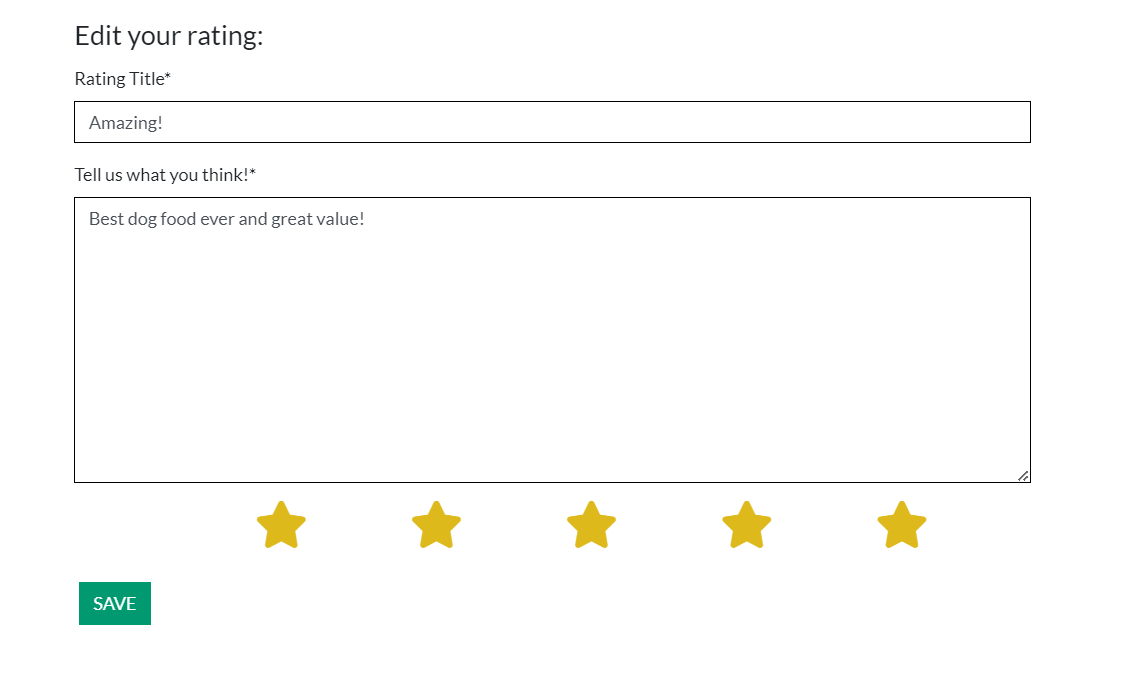 Edit your rating:
Rating Title*
Amazing!
Tell us what you think!*
Best dog food ever and great value!
SAVE